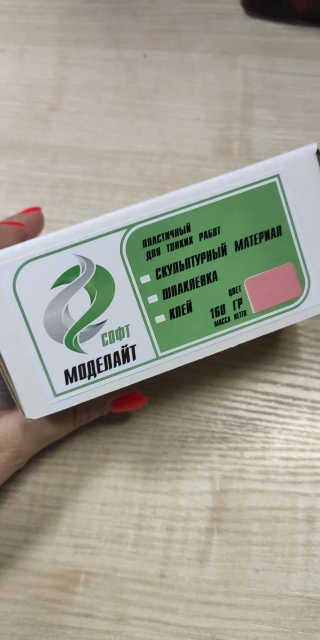 ПЛАСТИЧНЫЙ
ДЛЯ ТОНКИХ РАБОТ
СКУЛЬПТУРНЫЙ МАТЕРИАЛ
ШПАКЛЕВКА
КЛЕЙ
ЦВЕТ
160 ГР
МАССА НЕТТО
СОФТ
МОДЕЛАЙТ